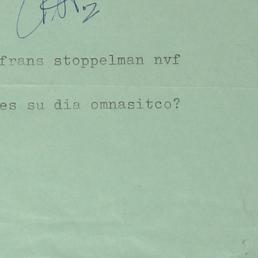 frans stoppelman nvf
es su dia omnasitco?